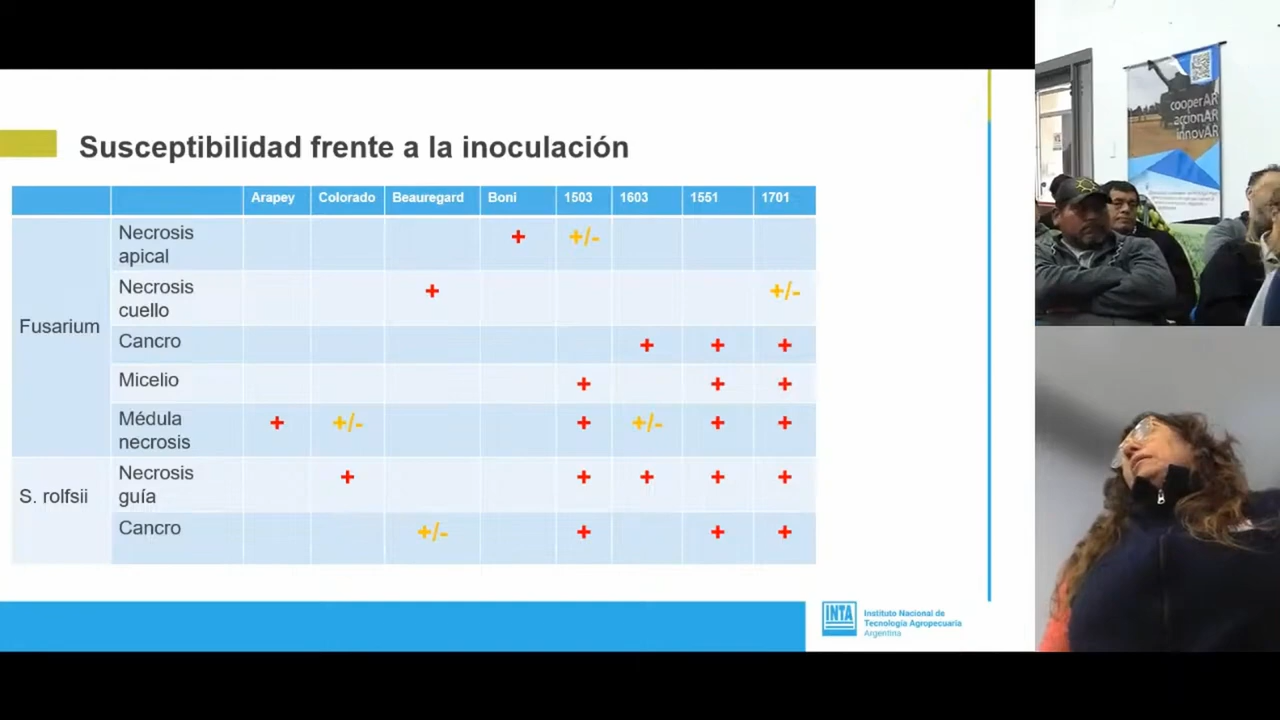 Susceptibilidad frente a la inoculación
Arapey Colorado Beauregard Boni 1503 1603 1551 1701
Fusarium
Necrosis
apical
+ +/-
Necrosis
cuello
+ +/-
Cancro
+ + +
Micelio
+ + +
Médula
necrosis
+ +/- + +/- + +
S. rolfsii
Necrosis
guía
+ + + + +
Cancro
+/- + + +
INTA
Instituto Nacional de
Tecnología Agropecuaria
Argentina
cooperAR
accionAR
innovAR